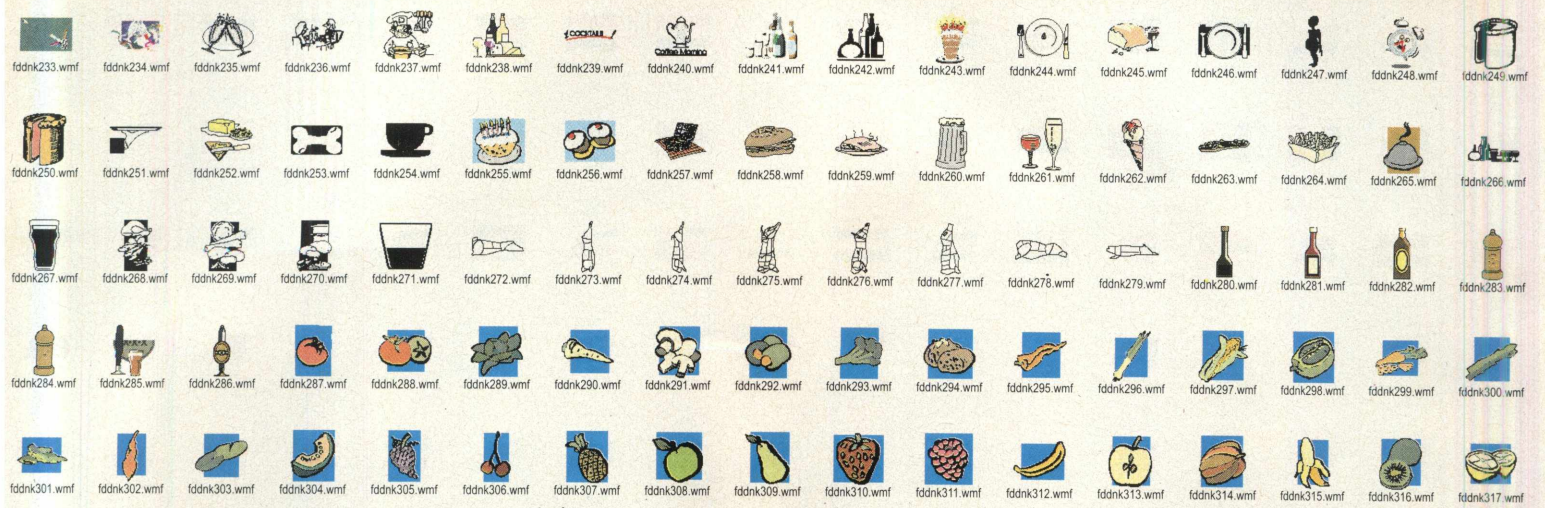 COCKTAILS
Coffee Morning
fddnk233.wmf fddnk234.wmf fddnk235.wmf fddnk236.wmf fddnk237.wmf fddnk238.wmf fddnk239.wmf fddnk240.wmf fddnk241.wmf fddnk242.wmf fddnk243.wmf fddnk244.wmf fddnk245.wmf fddnk246.wmf fddnk247.wmf fddnk248.wmf fddnk249.wmf
fddnk250.wmf fddnk251.wmf fddnk252.wmf fddnk253.wmf fddnk254.wmf fddnk255.wmf fddnk256.wmf fddnk257.wmf fddnk258.wmf fddnk259.wmf fddnk260.wmf fddnk261.wmf fddnk262.wmf fddnk263.wmf fddnk264.wmf fddnk265.wmf fddnk266.wmf
fddnk267.wmf fddnk268.wmf fddnk269.wmf fddnk270.wmf fddnk271.wmf fddnk272.wmf fddnk273.wmf fddnk274.wmf fddnk275.wmf fddnk276.wmf fddnk277.wmf fddnk278.wmf fddnk279.wmf fddnk280.wmf fddnk281.wmf fddnk282.wmf fddnk283.wmf
fddnk284.wmf fddnk285.wmf fddnk286.wmf fddnk287.wmf fddnk288.wmf fddnk289.wmf fddnk290.wmf fddnk291.wmf fddnk292.wmf fddnk293.wmf fddnk294.wmf fddnk295.wmf fddnk296.wmf fddnk297.wmf fddnk298.wmf fddnk299.wmf fddnk300.wmf
fddnk301.wmf fddnk302.wmf fddnk303.wmf fddnk304.wmf fddnk305.wmf fddnk306.wmf fddnk307.wmf fddnk308.wmf fddnk309.wmf fddnk310.wmf fddnk311.wmf fddnk312.wmf fddnk313.wmf fddnk314.wmf fddnk315.wmf fddnk316.wmf fddnk317.wmf